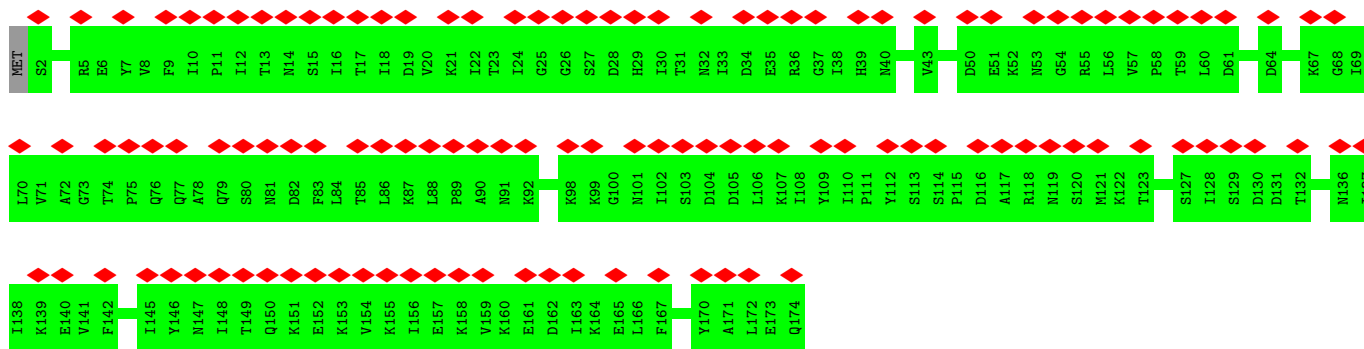 MET S2 R5 E6 Y7 V8 F9 I10 P11 I12 T13 N14 S15 I16 T17 I18 D19 V20 K21 I22 T23 I24 G25 G26 S27 D28 H29 I30 T31 N32 I33 D34 E35 R36 G37 I38 H39 N40 V43 D50 E51 K52 N53 G54 R55 L56 V57 P58 T59 L60 D61 D64 K67 G68 I69
L70 V71 A72 G73 T74 P75 Q76 Q77 A78 Q79 S80 N81 D82 F83 L84 T85 L86 K87 L88 P89 A90 N91 K92 K98 K99 G100 N101 I102 S103 D104 D105 L106 K107 I108 Y109 I110 P111 Y112 S113 S114 P115 D116 A117 R118 N119 S120 M121 K122 T123 S127 I128 S129 D130 D131 T132 N136
I138 K139 E140 V141 F142 I145 Y146 N147 I148 T149 Q150 K151 E152 K153 V154 K155 I156 E157 K158 V159 K160 E161 D162 I163 K164 E165 L166 F167 Y170 A171 L172 E173 Q174